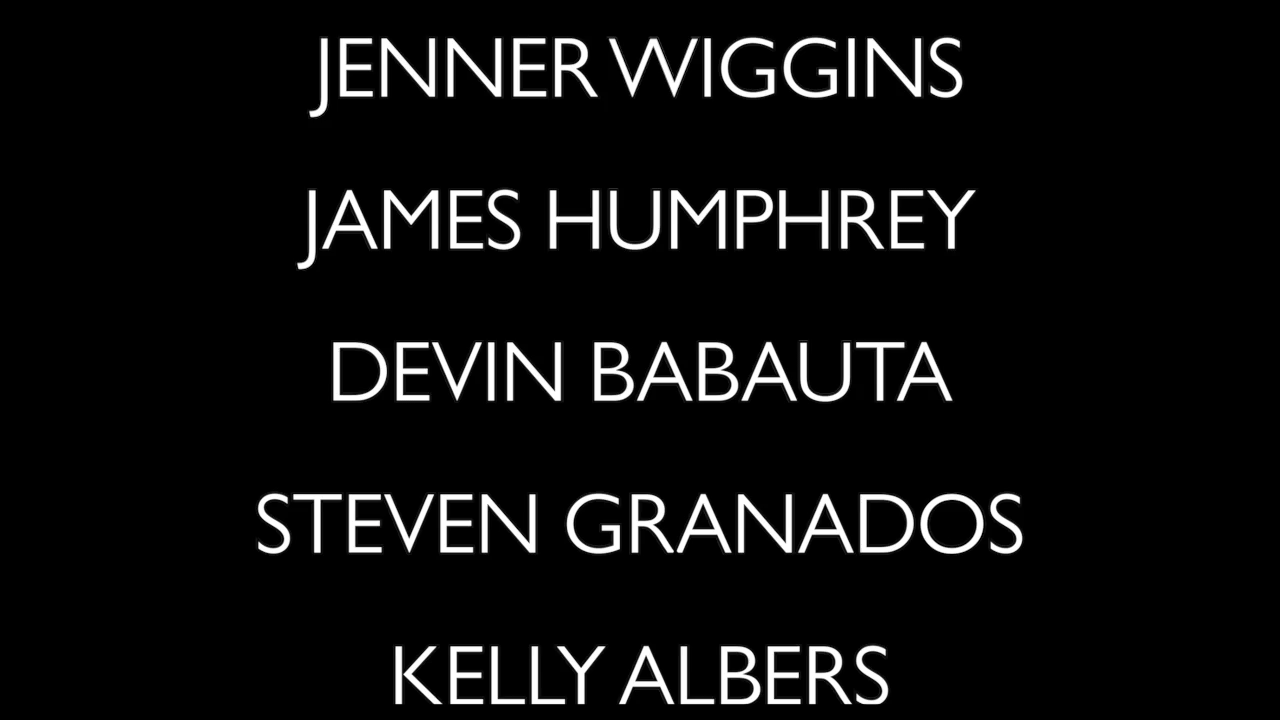 JENNER WIGGINS
JAMES HUMPHREY
DEVIN BABAUTA
STEVEN GRANADOS
KELLY ALBERS